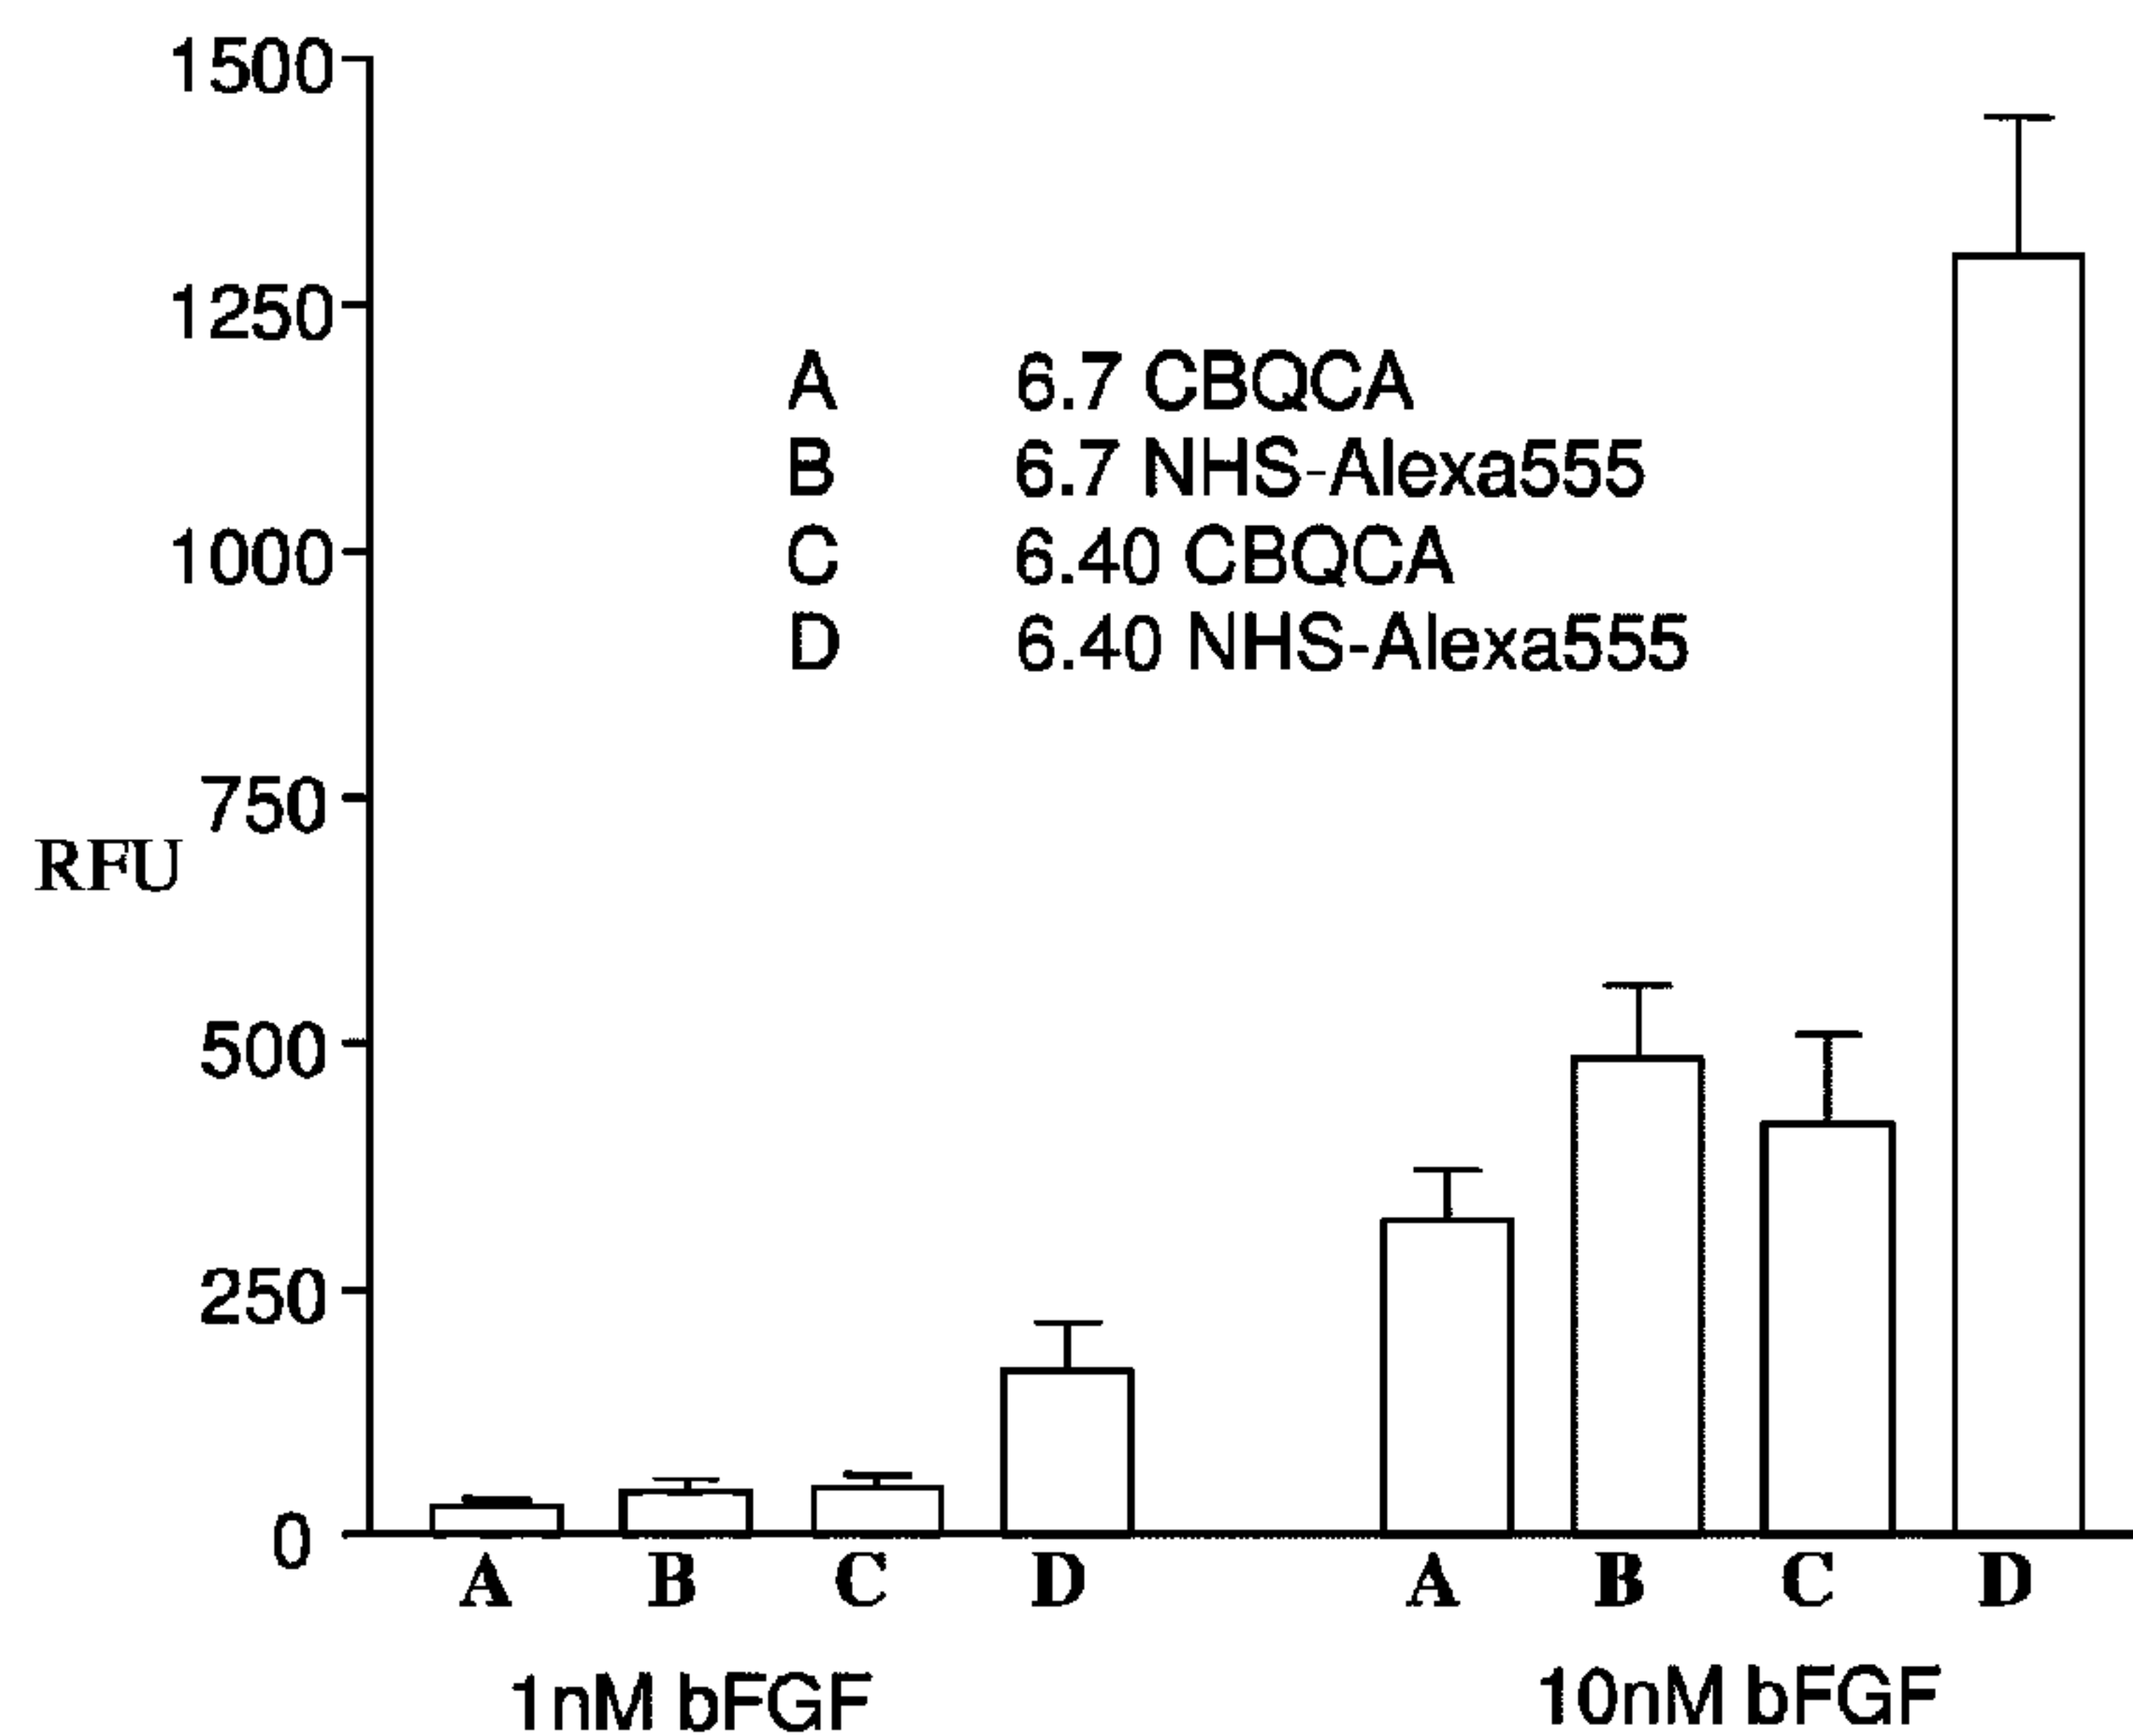 1500
1250
1000
750
RFU
500
250
0
A 6.7 CBQCA
B 6.7 NHS-Alexa555
C 6.40 CBQCA
D 6.40 NHS-Alexa555
A B C D A B C D
1nM bFGF 10nM bFGF